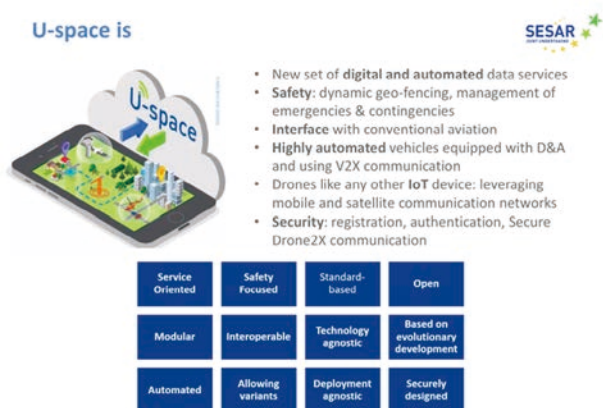 U-space is
SESAR
JOINT UNDERTAKING
U-space
• New set of digital and automated data services
• Safety: dynamic geo-fencing, management of
emergencies & contingencies
• Interface with conventional aviation
• Highly automated vehicles equipped with D&A
and using V2X communication
• Drones like any other IoT device: leveraging
mobile and satellite communication networks
• Security: registration, authentication, Secure
Drone2X communication
Service
Oriented
Safety
Focused
Standard-
based
Open
Modular
Interoperable
Technology
agnostic
Based on
evolutionary
development
Automated
Allowing
variants
Deployment
agnostic
Securely
designed